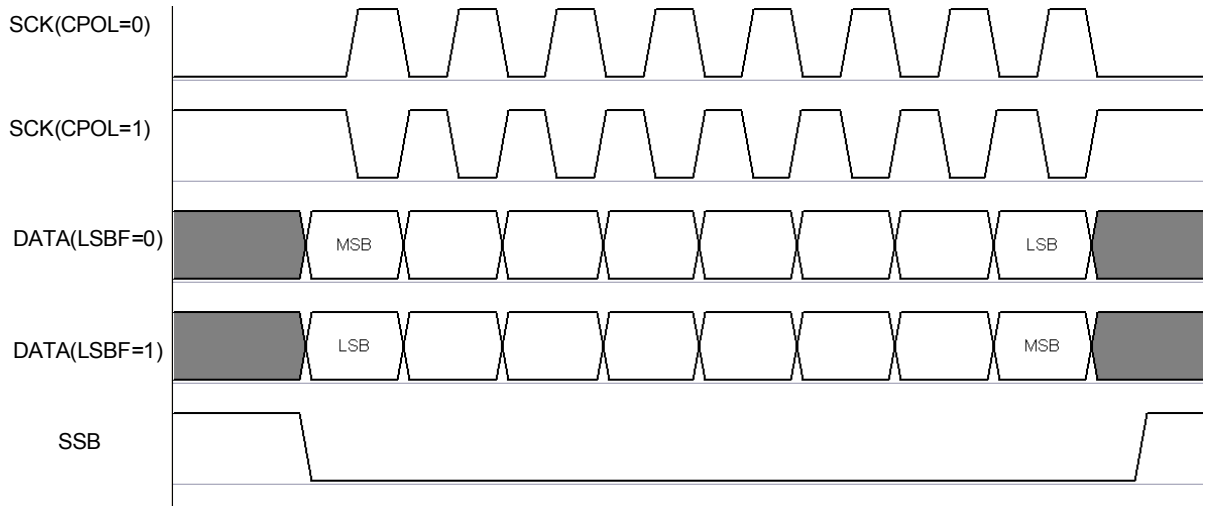 SCK(CPOL=0)
SCK(CPOL=1)
DATA(LSBF=0)
MSB
LSB
DATA(LSBF=1)
LSB
MSB
SSB